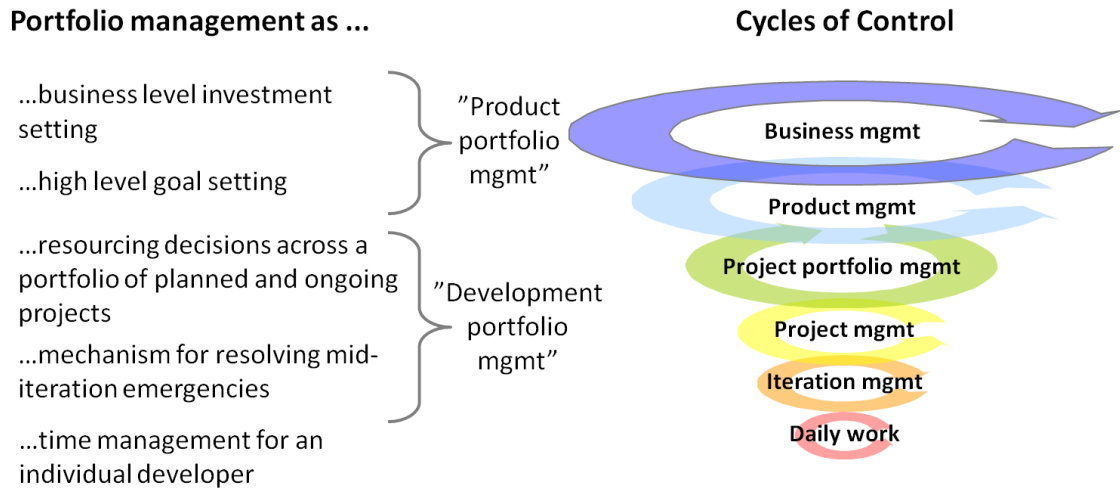 Portfolio management as ...
...business level investment
setting
...high level goal setting
...resourcing decisions across a
portfolio of planned and ongoing
projects
...mechanism for resolving mid-
iteration emergencies
...time management for an
individual developer
”Product
portfolio
mgmt”
”Development
portfolio
mgmt”
Cycles of Control
Business mgmt
Product mgmt
Project portfolio mgmt
Project mgmt
Iteration mgmt
Daily work